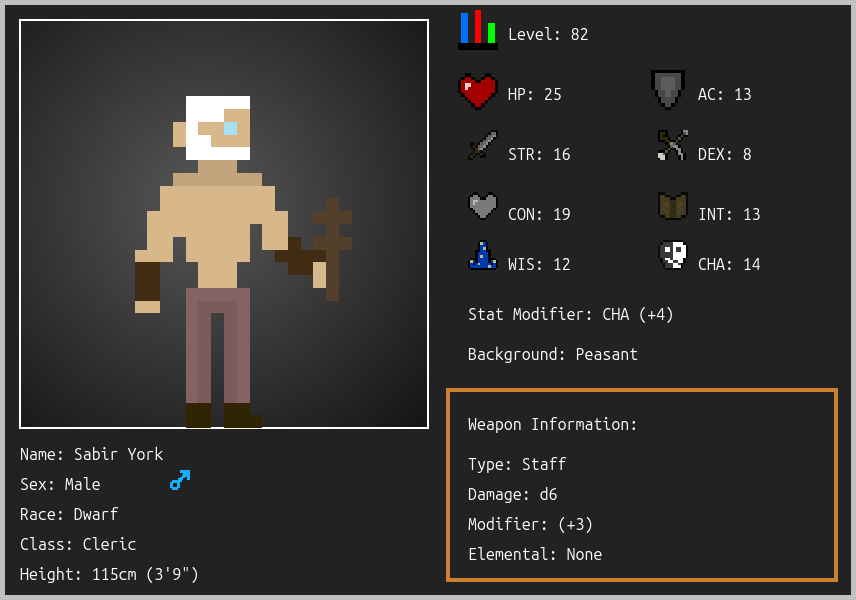 Level: 82
HP: 25
AC: 13
STR: 16
DEX: 8
CON: 19
INT: 13
WIS: 12
CHA: 14
Stat Modifier: CHA (+4)
Background: Peasant
Weapon Information:
Type: Staff
Damage: d6
Modifier: (+3)
Elemental: None
Name: Sabir York
Sex: Male
Race: Dwarf
Class: Cleric
Height: 115cm (3'9")